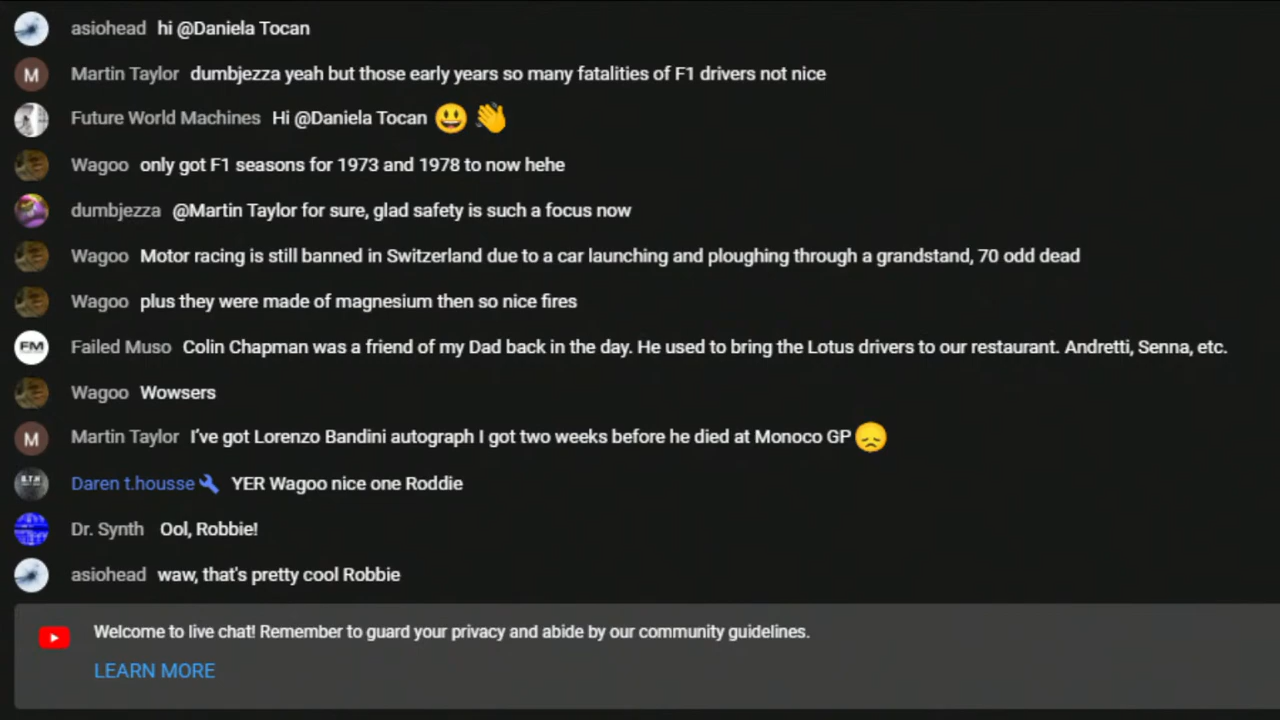 asiohead hi @Daniela Tocan
M Martin Taylor dumbjezza yeah but those early years so many fatalities of F1 drivers not nice
Future World Machines Hi @Daniela Tocan 😃 👋
Wagoo only got F1 seasons for 1973 and 1978 to now hehe
dumbjezza @Martin Taylor for sure, glad safety is such a focus now
Wagoo Motor racing is still banned in Switzerland due to a car launching and ploughing through a grandstand, 70 odd dead
Wagoo plus they were made of magnesium then so nice fires
FM Failed Muso Colin Chapman was a friend of my Dad back in the day. He used to bring the Lotus drivers to our restaurant. Andretti, Senna, etc.
Wagoo Wowsers
M Martin Taylor I've got Lorenzo Bandini autograph I got two weeks before he died at Monoco GP 😞
Daren t.housse YER Wagoo nice one Roddie
Dr. Synth Ool, Robbie!
asiohead waw, that's pretty cool Robbie
Welcome to live chat! Remember to guard your privacy and abide by our community guidelines.
LEARN MORE